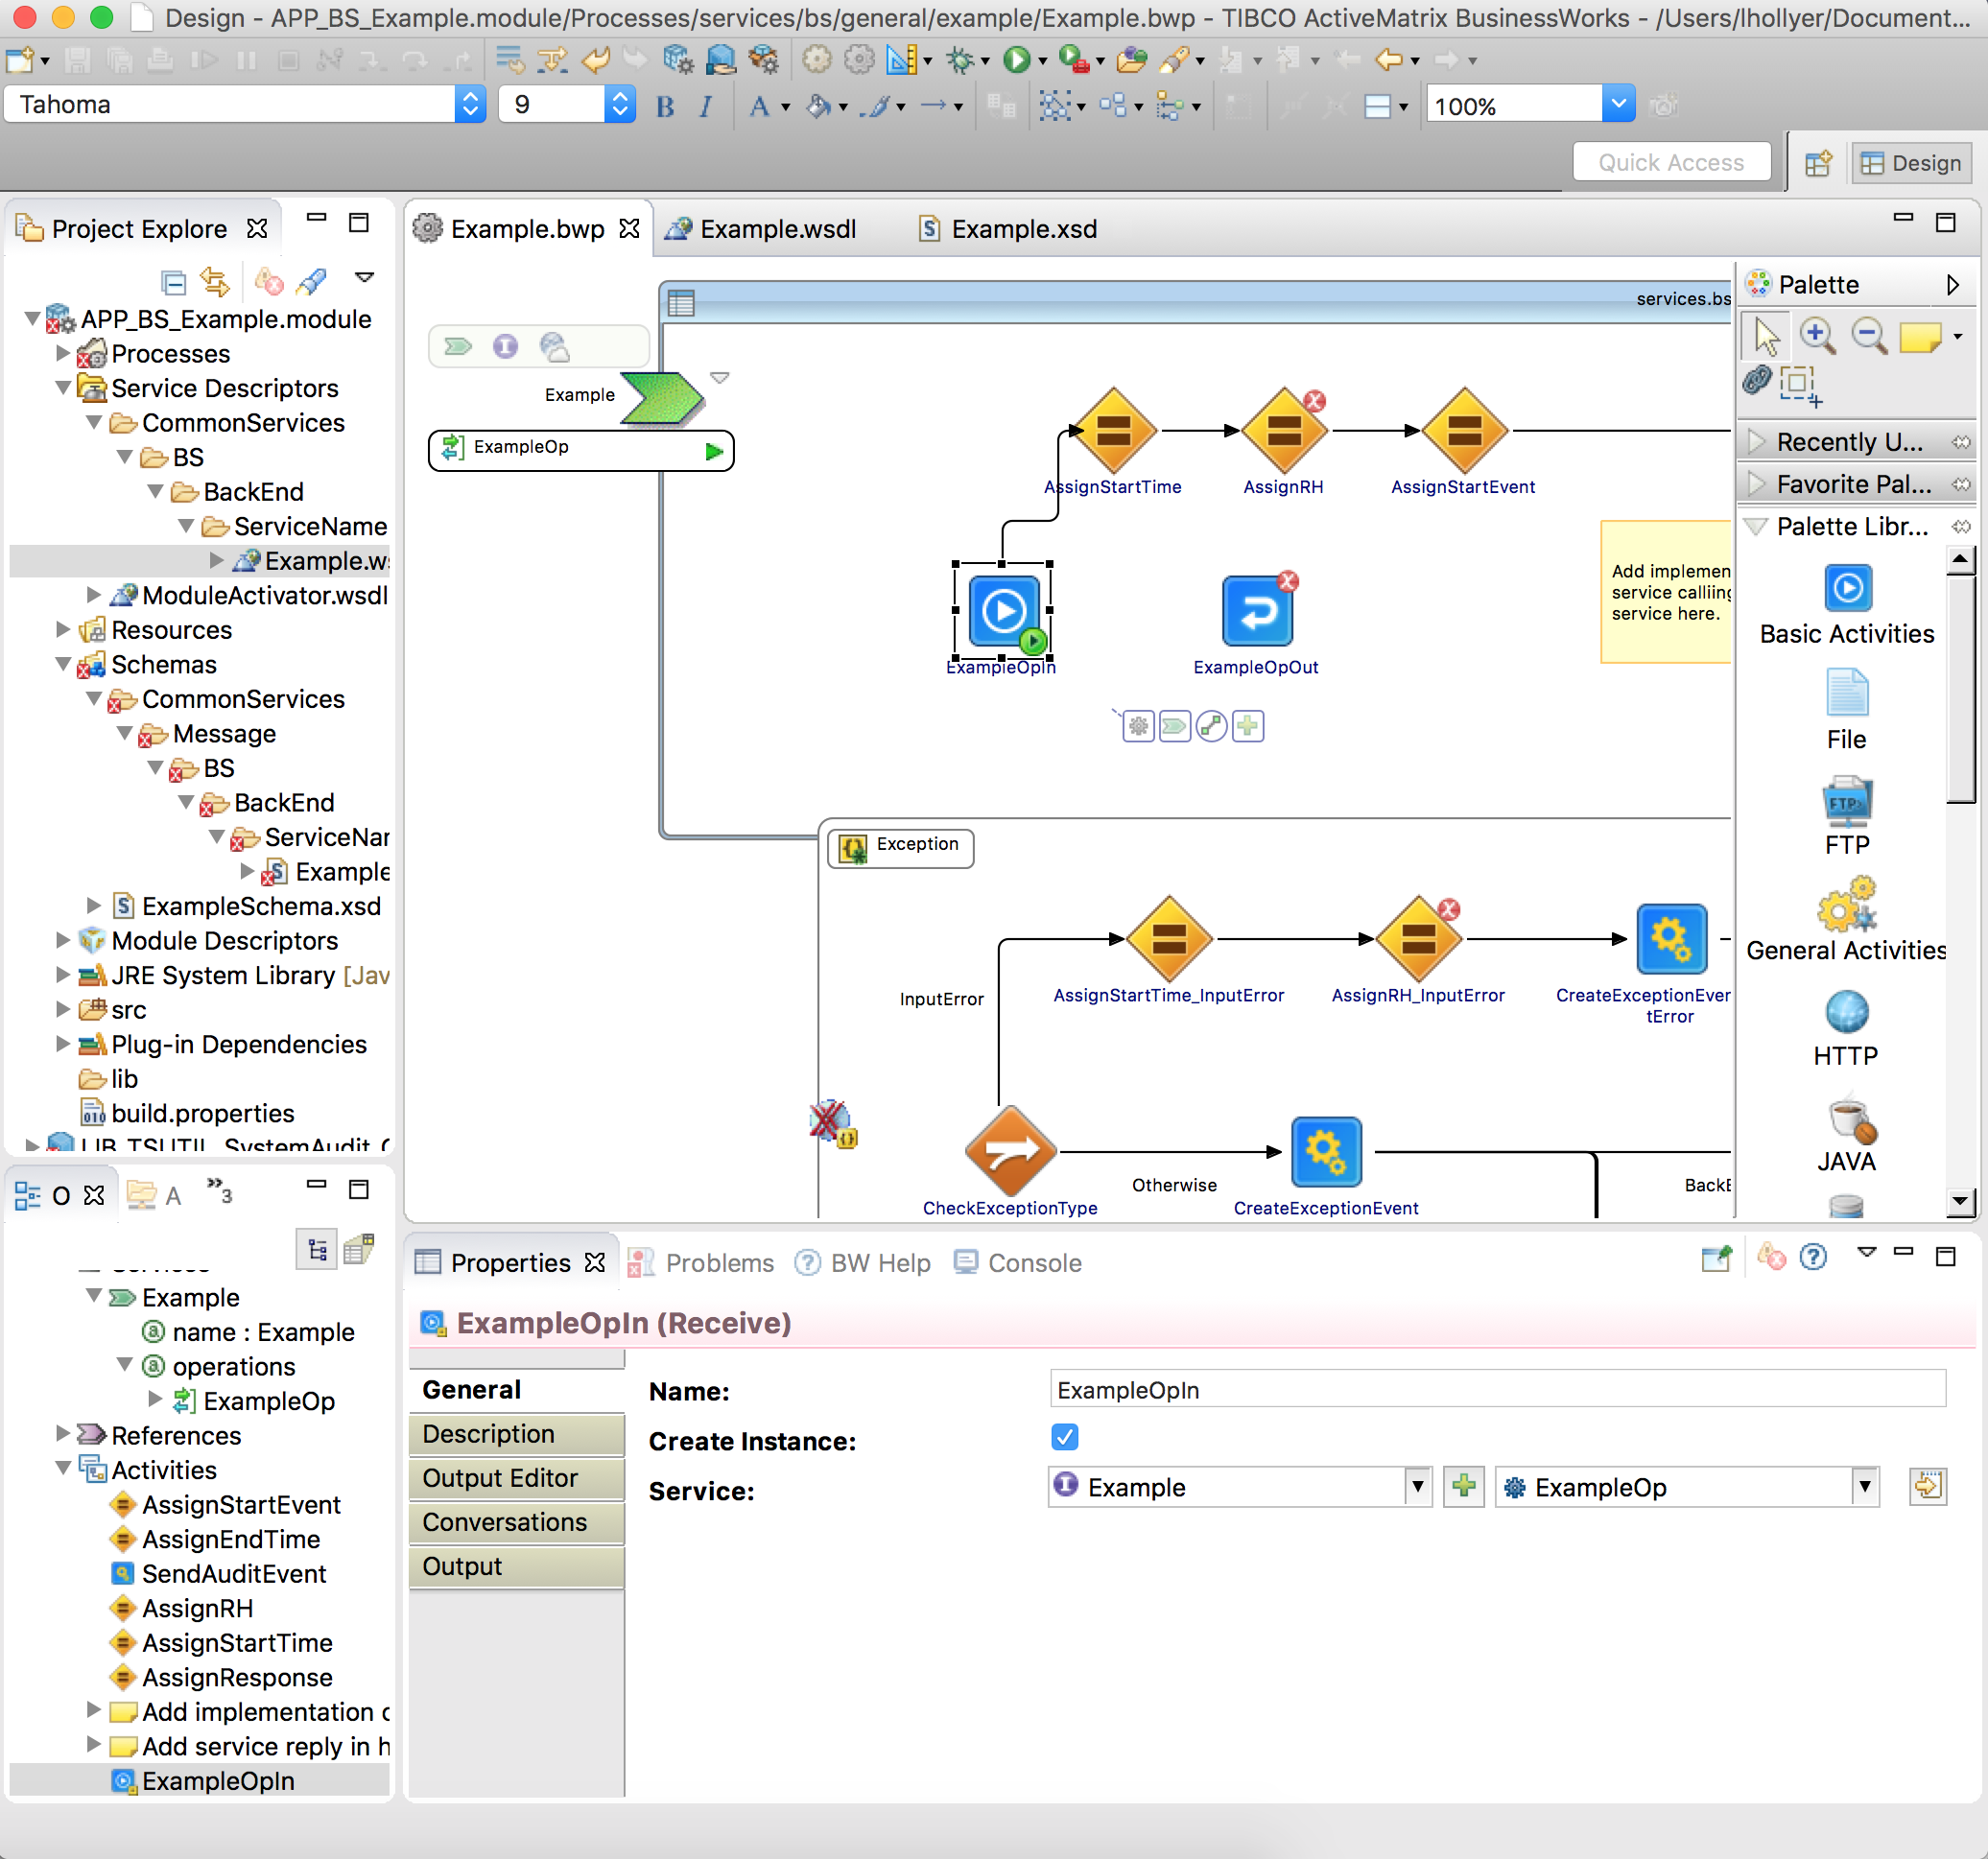 Design - APP_BS_Example.module/Processes/services/bs/general/example/Example.bwp - TIBCO ActiveMatrix BusinessWorks - /Users/lhollyer/Document...
Tahoma
9
B I
A
100%
Quick Access
Design
Project Explore
APP_BS_Example.module
Processes
Service Descriptors
CommonServices
BS
BackEnd
ServiceName
Example.ws
ModuleActivator.wsdl
Resources
Schemas
CommonServices
Message
BS
BackEnd
ServiceNar
Example
ExampleSchema.xsd
Module Descriptors
JRE System Library [Jav
src
Plug-in Dependencies
lib
build.properties
LIB_TSUTIL_SystemAudit_C
O
A
»3
Services
Example
name : Example
operations
ExampleOp
References
Activities
AssignStartEvent
AssignEndTime
SendAuditEvent
AssignRH
AssignStartTime
AssignResponse
Add implementation c
Add service reply in h
ExampleOpIn
Example.bwp
Example.wsdl
Example.xsd
services.bs
Example
ExampleOp
AssignStartTime
AssignRH
AssignStartEvent
ExampleOpIn
ExampleOpOut
Add implemen
service calliing
service here.
Exception
InputError
AssignStartTime_InputError
AssignRH_InputError
CreateExceptionEver
tError
CheckExceptionType
Otherwise
CreateExceptionEvent
BackE
Palette
Recently U...
Favorite Pal...
Palette Libr...
Basic Activities
File
FTP
FTP
General Activities
HTTP
JAVA
Properties
Problems
BW Help
Console
ExampleOpIn (Receive)
General
Description
Output Editor
Conversations
Output
Name:
ExampleOpIn
Create Instance:
Service:
Example
ExampleOp